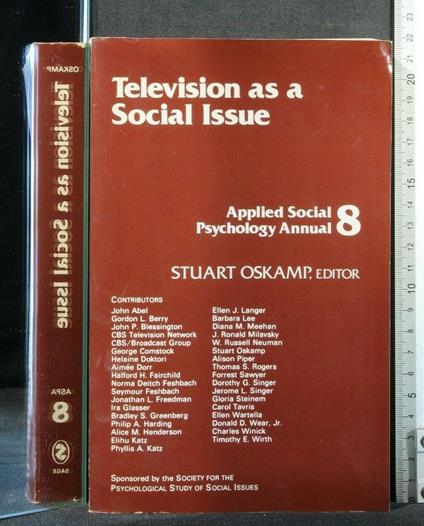 Television as a
Social Issue
Applied Social
Psychology Annual 8
STUART OSKAMP, EDITOR
CONTRIBUTORS
John Abel
Gordon L. Berry
John P. Blessington
CBS Television Network
CBS/Broadcast Group
George Comstock
Helaine Doktori
Aimée Dorr
Halford H. Fairchild
Norma Deitch Feshbach
Seymour Feshbach
Jonathan L. Freedman
Ira Glasser
Bradley S. Greenberg
Philip A. Harding
Alice M. Henderson
Elihu Katz
Phyllis A. Katz
Ellen J. Langer
Barbara Lee
Diana M. Meehan
J. Ronald Milavsky
W. Russell Neuman
Stuart Oskamp
Alison Piper
Thomas S. Rogers
Forrest Sawyer
Dorothy G. Singer
Jerome L. Singer
Gloria Steinem
Carol Tavris
Ellen Wartella
Donald D. Wear, Jr.
Charles Winick
Timothy E. Wirth
Sponsored by the SOCIETY FOR THE
PSYCHOLOGICAL STUDY OF SOCIAL ISSUES
OSKAMP
Television as a Social Issue
ASPA
8
S
SAGE
20
15
10
5